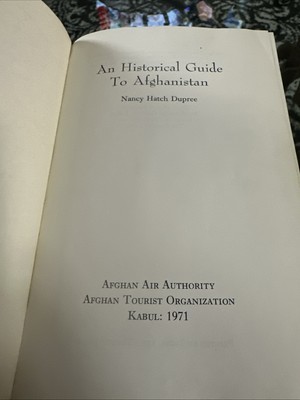 An Historical Guide
To Afghanistan
Nancy Hatch Dupree
Afghan Air Authority
Afghan Tourist Organization
Kabul: 1971